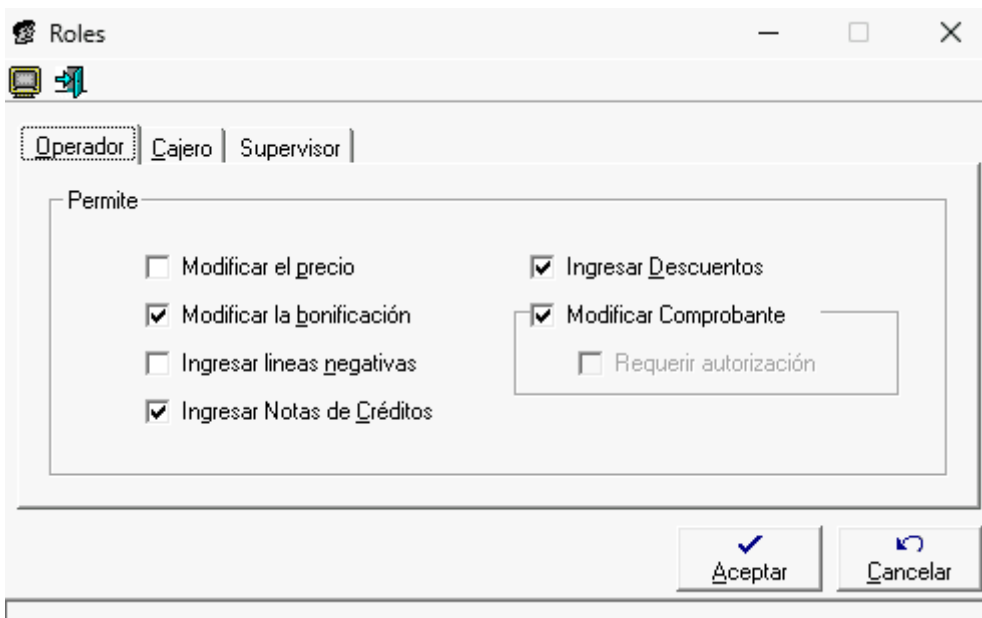 Roles
Operador Cajero Supervisor
Permite
Modificar el precio
Ingresar Descuentos
Modificar la bonificación
Modificar Comprobante
Ingresar lineas negativas
Requerir autorización
Ingresar Notas de Créditos
Aceptar
Cancelar